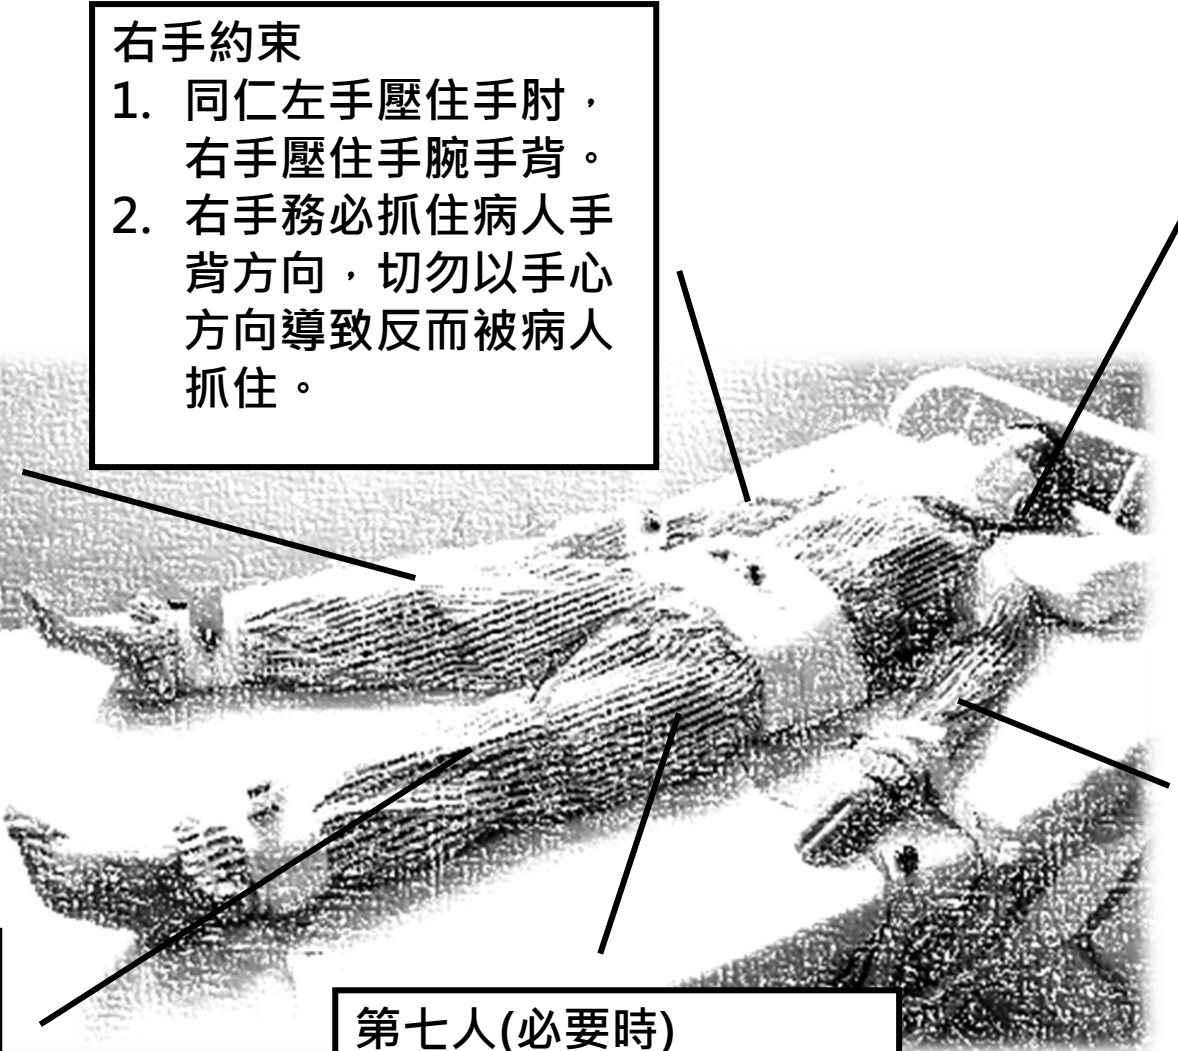 右手約束
1. 同仁左手壓住手肘，
右手壓住手腕手背。
2. 右手務必抓住病人手
背方向，切勿以手心
方向導致反而被病人
抓住。
第七人(必要時)